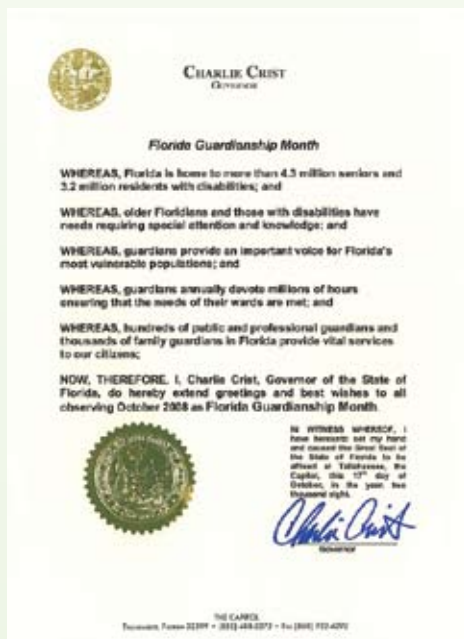 CHARLIE CRIST
GOVERNOR
Florida Guardianship Month
WHEREAS, Florida is home to more than 4.3 million seniors and
3.2 million residents with disabilities; and
WHEREAS, older Floridians and those with disabilities have
needs requiring special attention and knowledge; and
WHEREAS, guardians provide an important voice for Florida's
most vulnerable populations; and
WHEREAS, guardians annually devote millions of hours
ensuring that the needs of their wards are met; and
WHEREAS, hundreds of public and professional guardians and
thousands of family guardians in Florida provide vital services
to our citizens;
NOW, THEREFORE, I, Charlie Crist, Governor of the State of
Florida, do hereby extend greetings and best wishes to all
observing October 2008 as Florida Guardianship Month.
IN WITNESS WHEREOF, I
have hereunto set my hand
and caused the Great Seal of
the State of Florida to be
affixed at Tallahassee, the
Capitol, this 17th day of
October, in the year two
thousand eight.
Charlie Crist
Governor
THE CAPITOL